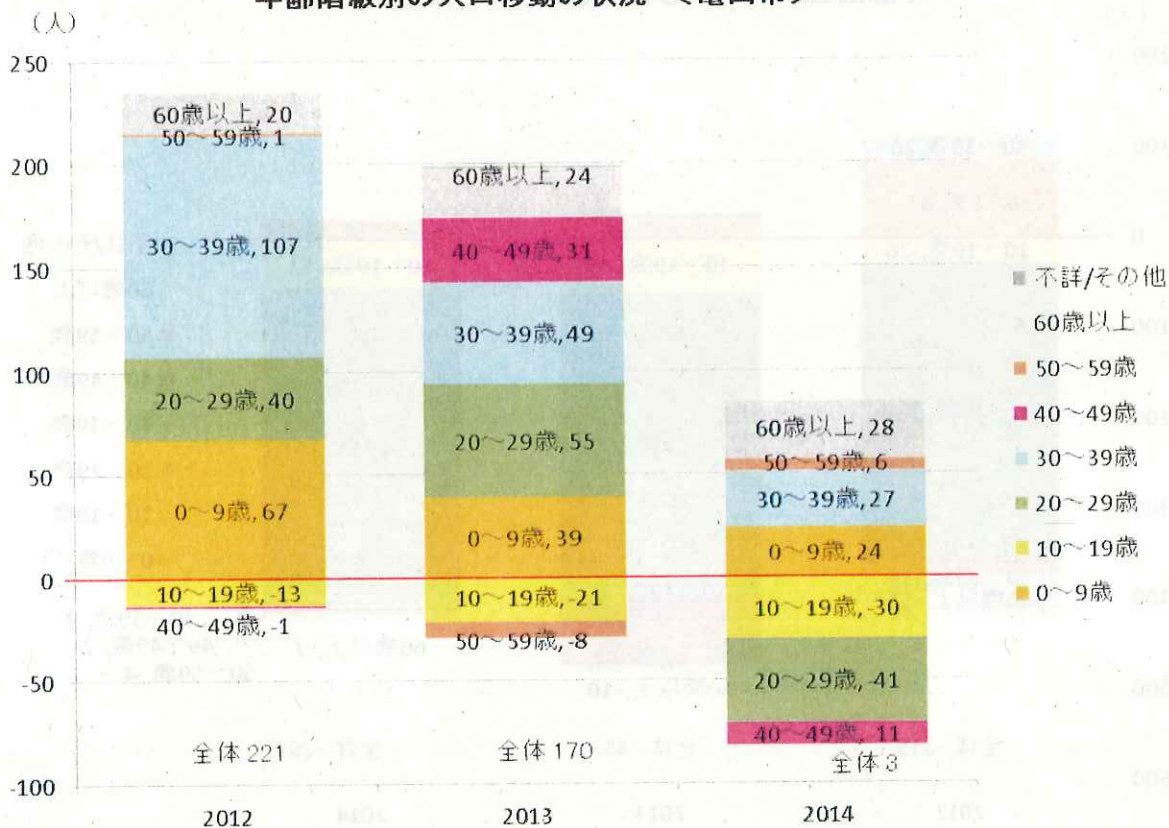 (人)
250
200
150
100
50
0
-50
-100
60歳以上, 20
50～59歳, 1
30～39歳, 107
20～29歳, 40
0～9歳, 67
10～19歳, -13
40～49歳, -1
全体 221
2012
60歳以上, 24
40～49歳, 31
30～39歳, 49
20～29歳, 55
0～9歳, 39
10～19歳, -21
50～59歳, -8
全体 170
2013
60歳以上, 28
50～59歳, 6
30～39歳, 27
0～9歳, 24
10～19歳, -30
20～29歳, -41
40～49歳, -11
全体 3
2014
不詳/その他
60歳以上
50～59歳
40～49歳
30～39歳
20～29歳
10～19歳
0～9歳